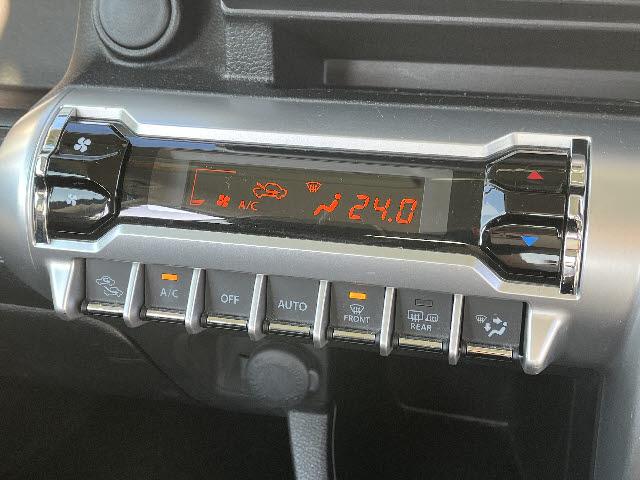 A/C 24.0
A/C OFF AUTO FRONT REAR